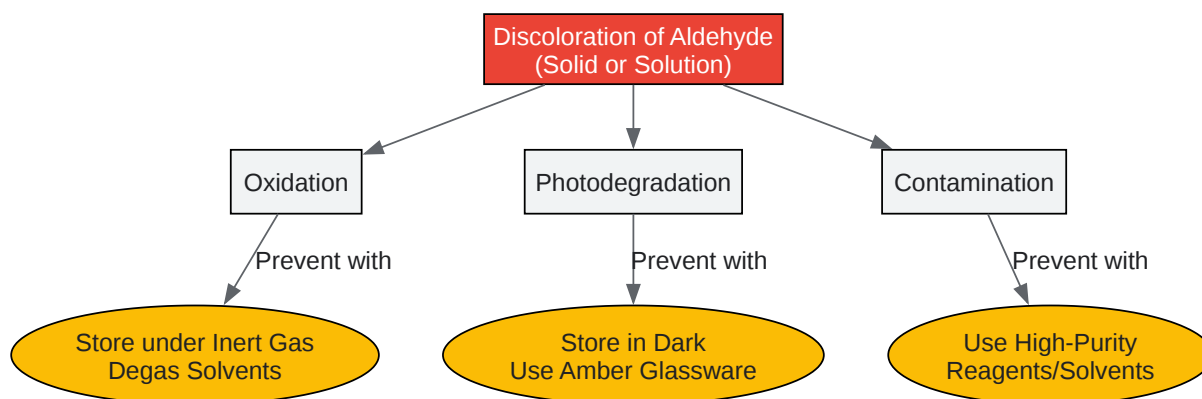 Discoloration of Aldehyde
(Solid or Solution)
Oxidation
Photodegradation
Contamination
Prevent with
Prevent with
Prevent with
Store under Inert Gas
Degas Solvents
Store in Dark
Use Amber Glassware
Use High-Purity
Reagents/Solvents